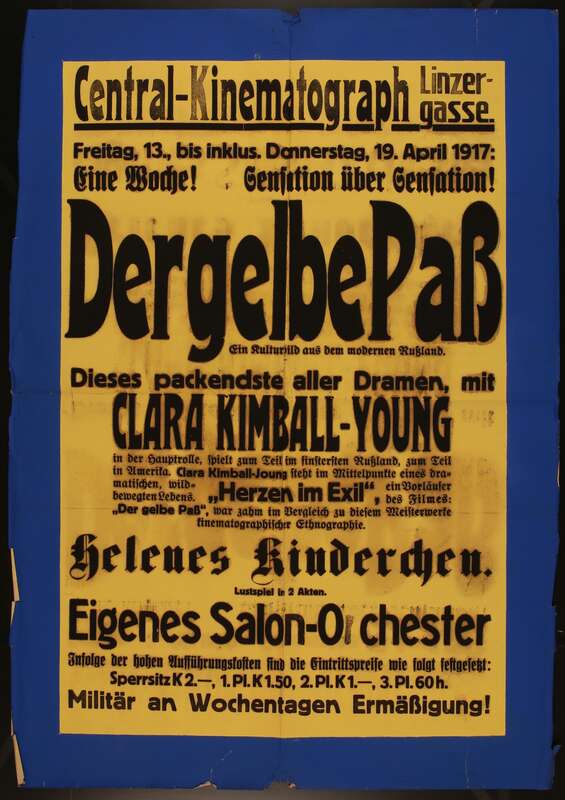 Central-Kinematograph Linzer-
gasse.
Freitag, 13., bis inklus. Donnerstag, 19. April 1917:
Eine Woche! Sensation über Sensation!
Der gelbe Paß
Ein Kulturbild aus dem modernen Rußland.
Dieses packendste aller Dramen, mit
CLARA KIMBALL-YOUNG
in der Hauptrolle, spielt zum Teil im finstersten Rußland, zum Teil
in Amerika. Clara Kimball-Joung steht im Mittelpunkte eines dra-
matischen, wild-
bewegten Lebens. „Herzen im Exil“, ein Vorläufer
des Filmes:
„Der gelbe Paß“, war zahm im Vergleich zu diesem Meisterwerke
kinematographischer Ethnographie.
Helenes Kinderchen.
Lustspiel in 2 Akten.
Eigenes Salon-Orchester
Infolge der hohen Aufführungskosten sind die Eintrittspreise wie folgt festgesetzt:
Sperrsitz K 2.—, 1. Pl. K 1.50, 2. Pl. K 1.—, 3. Pl. 60 h.
Militär an Wochentagen Ermäßigung!